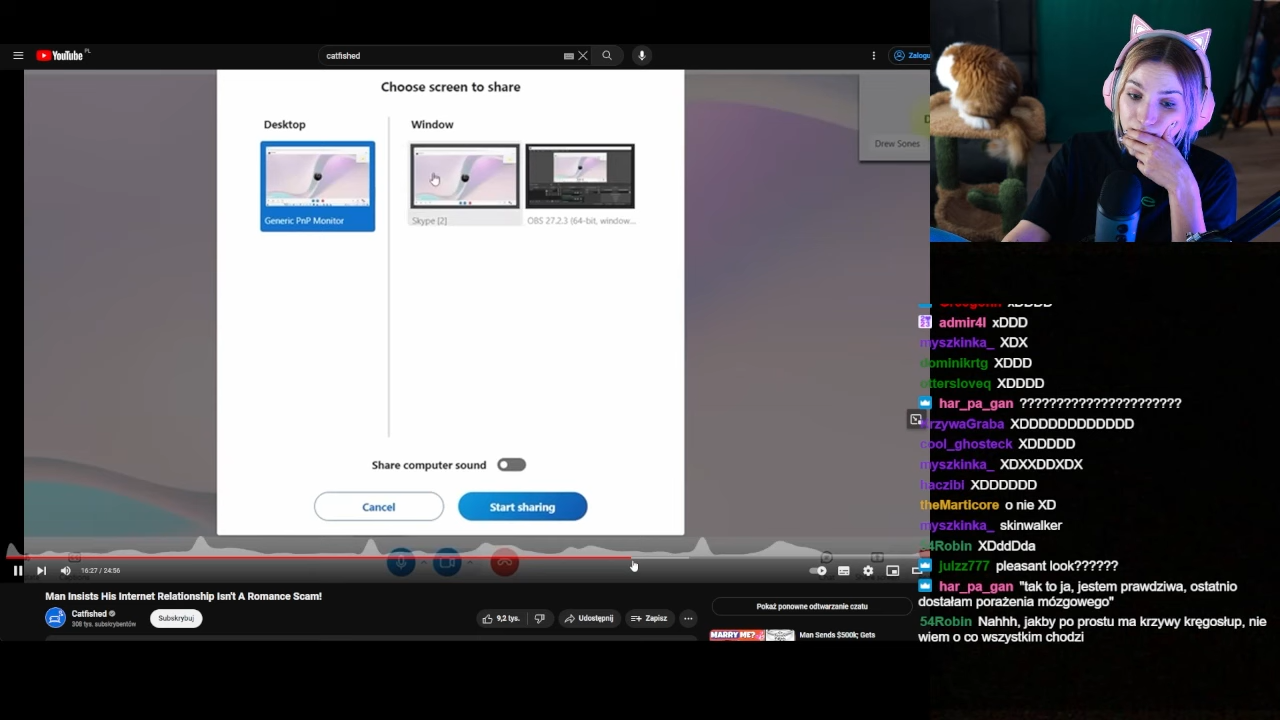 YouTube PL
catfished
Zalogu
Choose screen to share
Desktop
Window
Generic PnP Monitor
Skype [2]
OBS 27.2.3 (64-bit, window...
Drew Sones
Share computer sound
Cancel
Start sharing
16:27 / 24:56
Man Insists His Internet Relationship Isn't A Romance Scam!
Catfished
308 tys. subskrybentów
Subskrybuj
9,2 tys.
Udostępnij
Zapisz
Pokaż ponowne odtwarzanie czatu
MARRY ME?
Man Sends $500k; Gets
admir4l xDDD
myszkinka_ XDX
dominikrtg XDDD
ottersloveq XDDDD
har_pa_gan ??????????????????????
krzywaGraba XDDDDDDDDDDDD
cool_ghosteck XDDDDD
myszkinka_ XDXXDDXDX
haczibi XDDDDDD
theMarticore o nie XD
myszkinka_ skinwalker
54Robin XDddDda
julzz777 pleasant look??????
har_pa_gan "tak to ja, jestem prawdziwa, ostatnio
dostałam porażenia mózgowego"
54Robin Nahhh, jakby po prostu ma krzywy kręgosłup, nie
wiem o co wszystkim chodzi